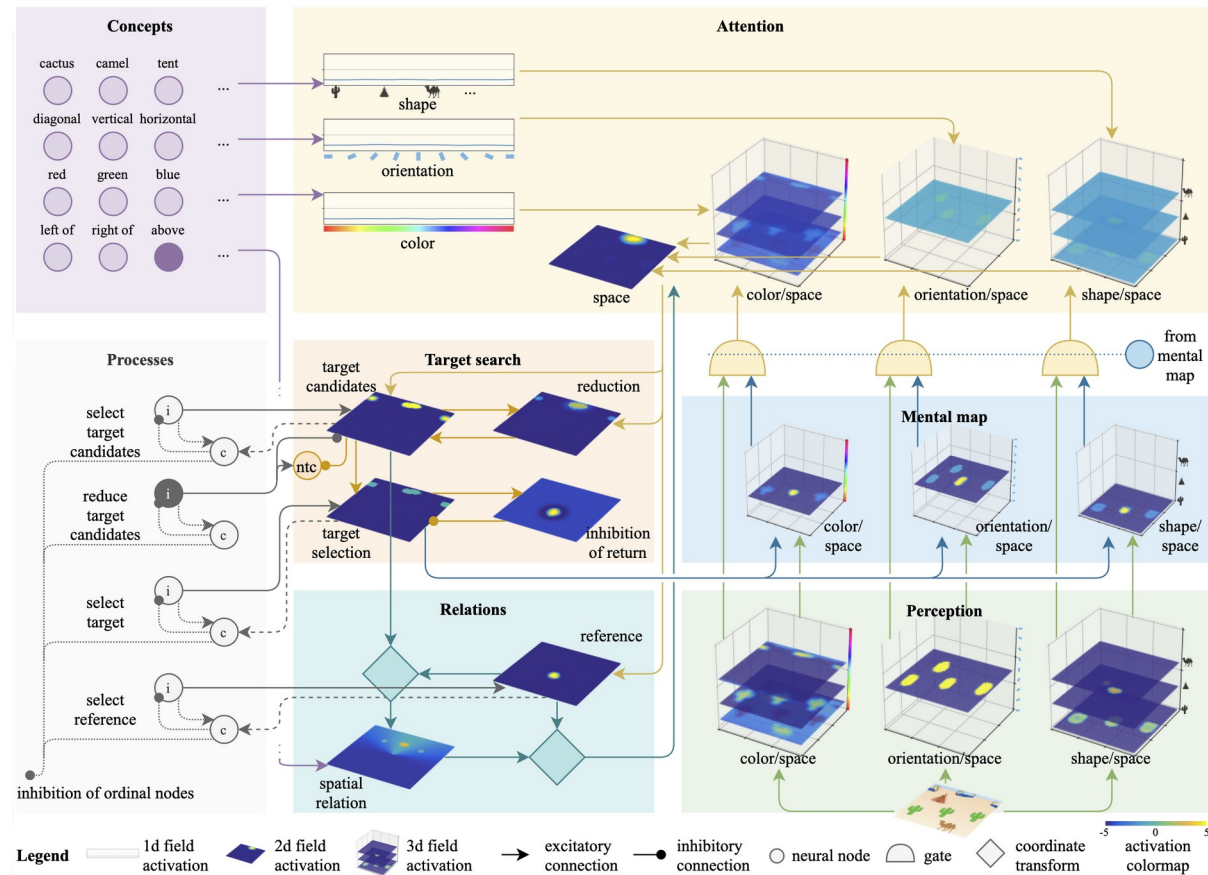 Concepts
cactus camel tent
...
diagonal vertical horizontal
...
red green blue
...
left of right of above
...
Attention
shape
...
orientation
color
space
color/space
orientation/space
shape/space
from
mental
map
Processes
select
target
candidates
i
c
reduce
target
candidates
i
c
select
target
i
c
select
reference
i
c
inhibition of ordinal nodes
Target search
target
candidates
reduction
ntc
target
selection
inhibition
of return
Mental map
color/
space
orientation/
space
shape/
space
Relations
reference
spatial
relation
Perception
color/space
orientation/space
shape/space
Legend
1d field
activation
2d field
activation
3d field
activation
excitatory
connection
inhibitory
connection
neural node
gate
coordinate
transform
-5 0 5
activation
colormap